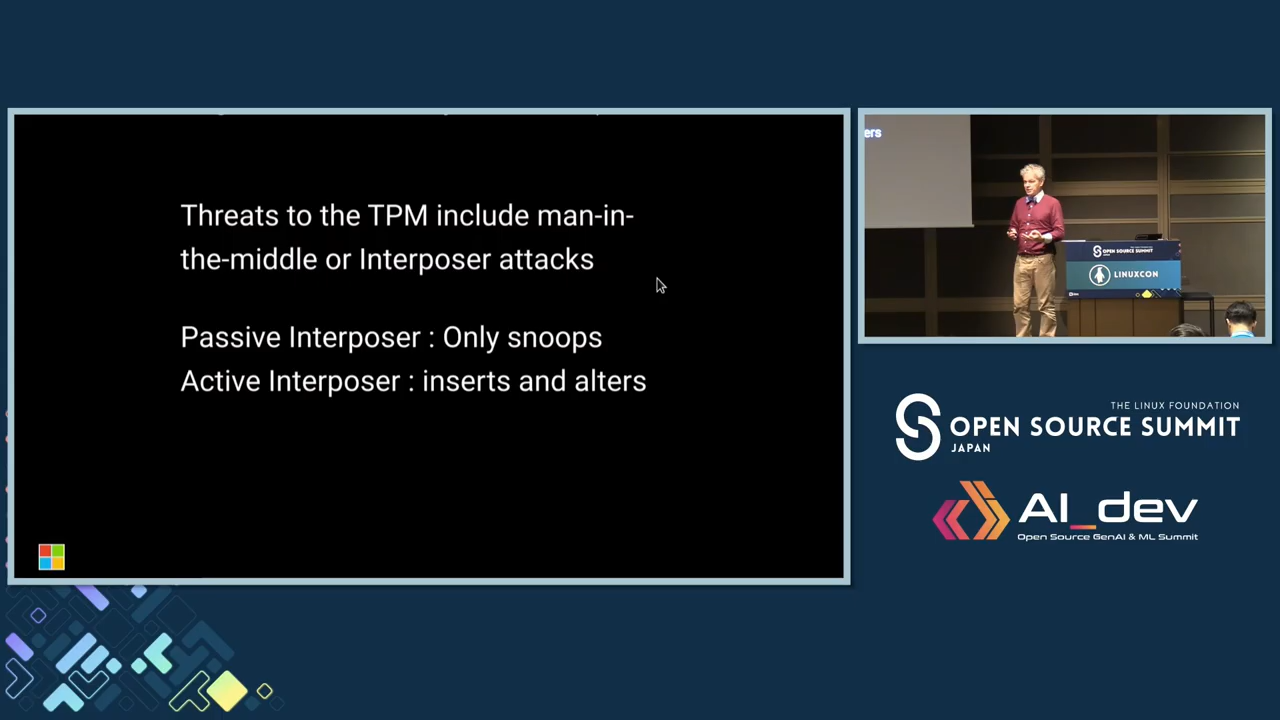 Threats to the TPM include man-in-
the-middle or Interposer attacks
Passive Interposer : Only snoops
Active Interposer : inserts and alters
ers
OPEN SOURCE SUMMIT
LINUXCON
THE LINUX FOUNDATION
OPEN SOURCE SUMMIT
JAPAN
AI_dev
Open Source GenAI & ML Summit